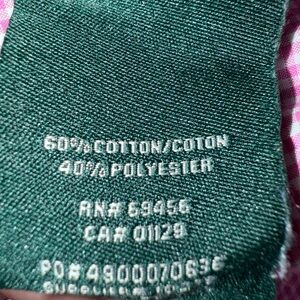 60% COTTON/COTON
40% POLYESTER
RN# 69456
CA# 01129
PO# 4900070636